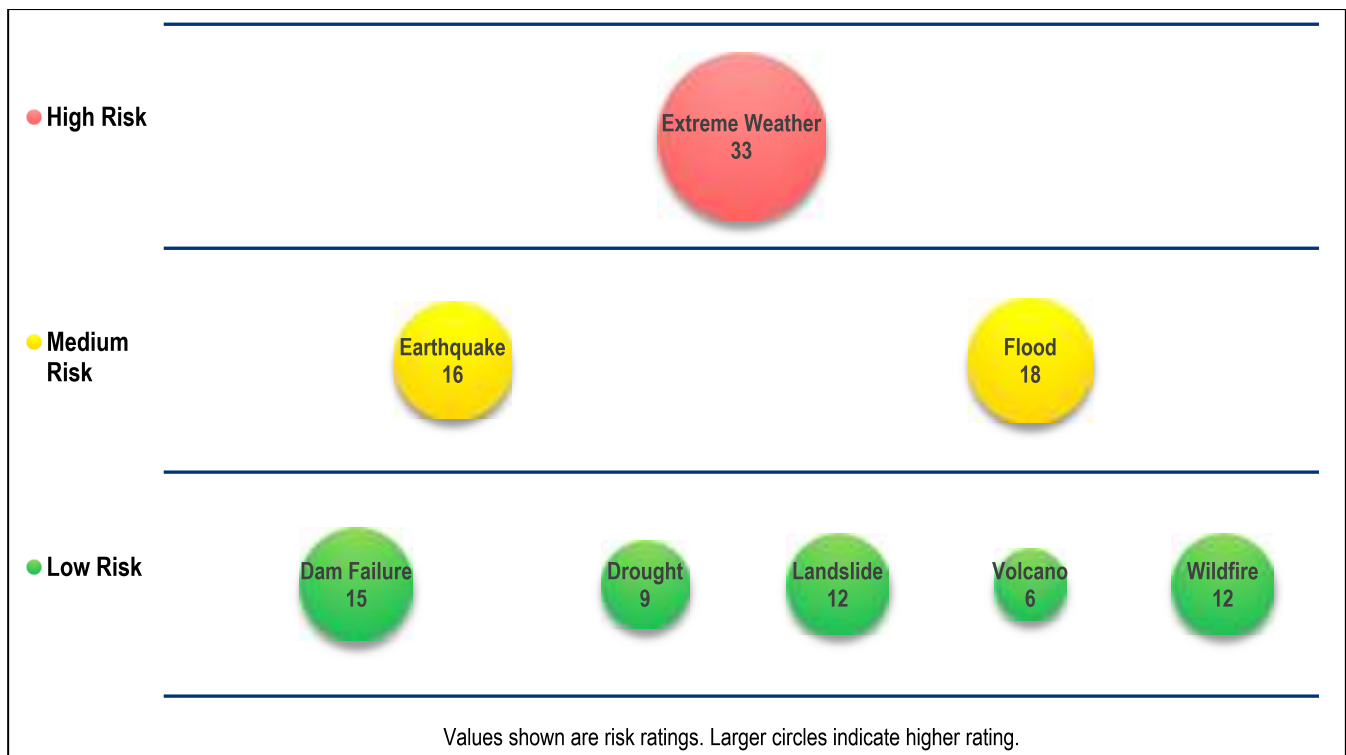 High Risk
Extreme Weather
33
Medium
Risk
Earthquake
16
Flood
18
Low Risk
Dam Failure
15
Drought
9
Landslide
12
Volcano
6
Wildfire
12
Values shown are risk ratings. Larger circles indicate higher rating.